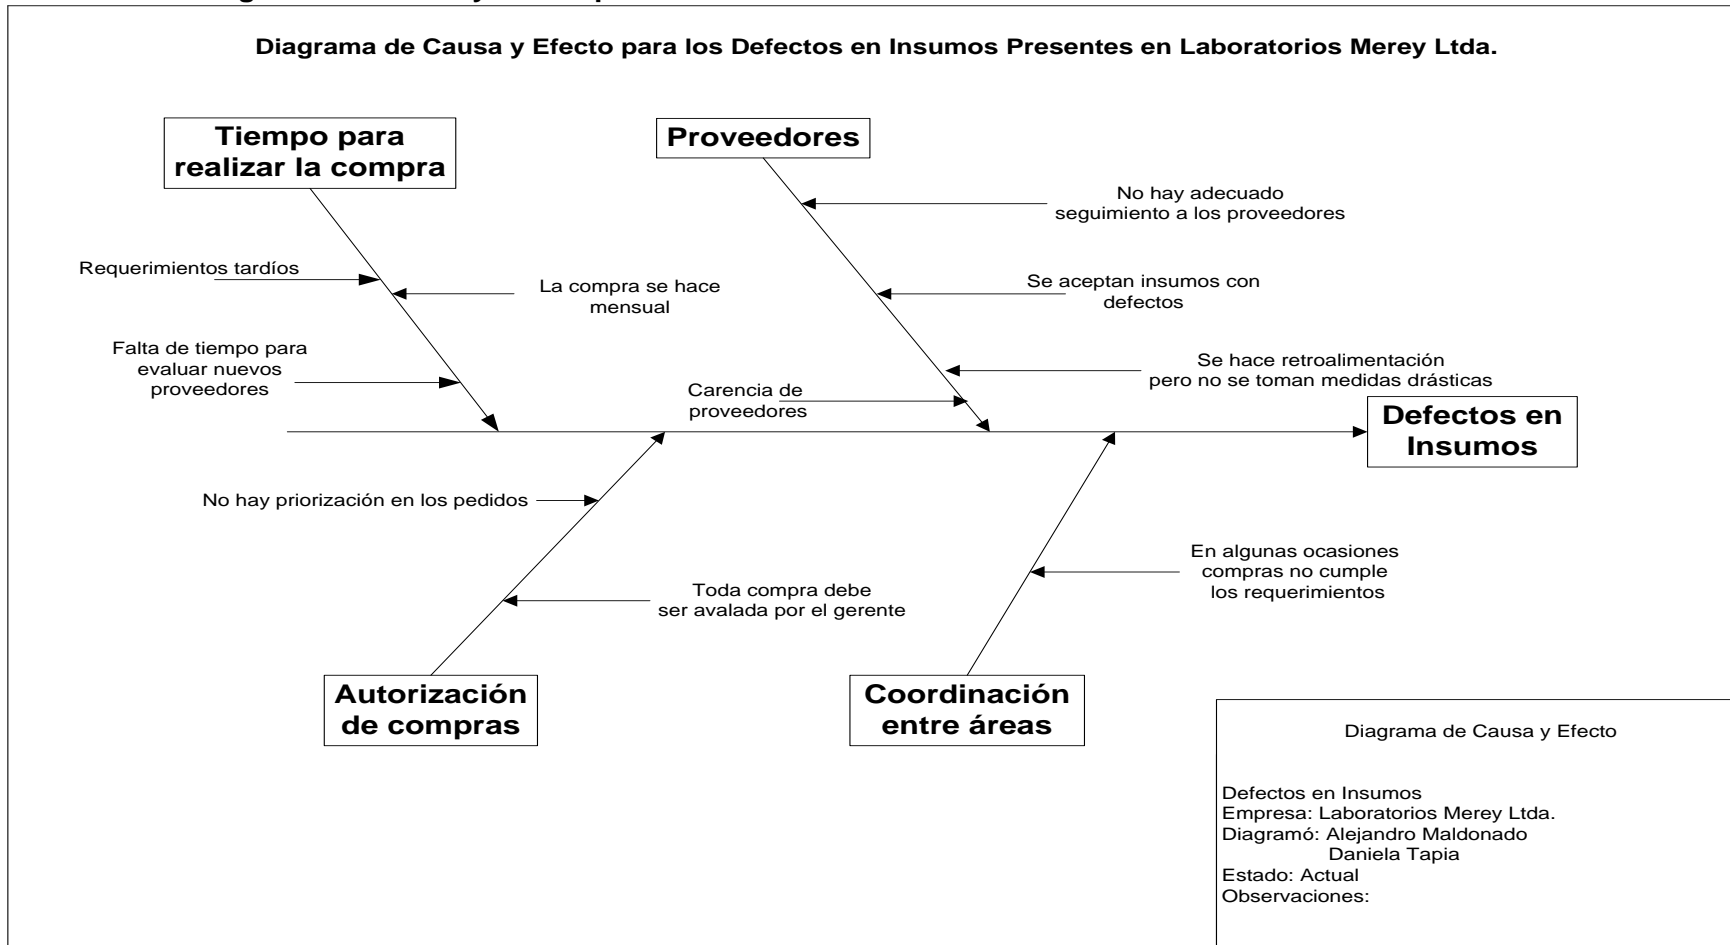 Diagrama de Causa y Efecto para los Defectos en Insumos Presentes en Laboratorios Merey Ltda.
Tiempo para
realizar la compra
Proveedores
No hay adecuado
seguimiento a los proveedores
Requerimientos tardíos
La compra se hace
mensual
Se aceptan insumos con
defectos
Falta de tiempo para
evaluar nuevos
proveedores
Se hace retroalimentación
pero no se toman medidas drásticas
Carencia de
proveedores
Defectos en
Insumos
No hay priorización en los pedidos
Toda compra debe
ser avalada por el gerente
En algunas ocasiones
compras no cumple
los requerimientos
Autorización
de compras
Coordinación
entre áreas
Diagrama de Causa y Efecto
Defectos en Insumos
Empresa: Laboratorios Merey Ltda.
Diagramó: Alejandro Maldonado
Daniela Tapia
Estado: Actual
Observaciones: